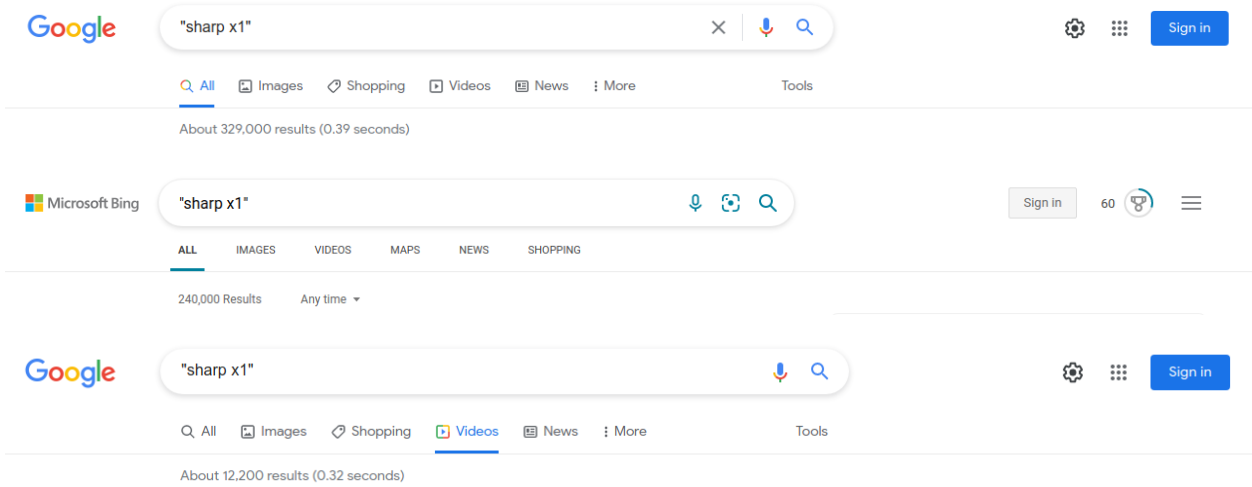 Google "sharp x1" Sign in
All Images Shopping Videos News More Tools
About 329,000 results (0.39 seconds)
Microsoft Bing "sharp x1" Sign in 60
ALL IMAGES VIDEOS MAPS NEWS SHOPPING
240,000 Results Any time
Google "sharp x1" Sign in
All Images Shopping Videos News More Tools
About 12,200 results (0.32 seconds)